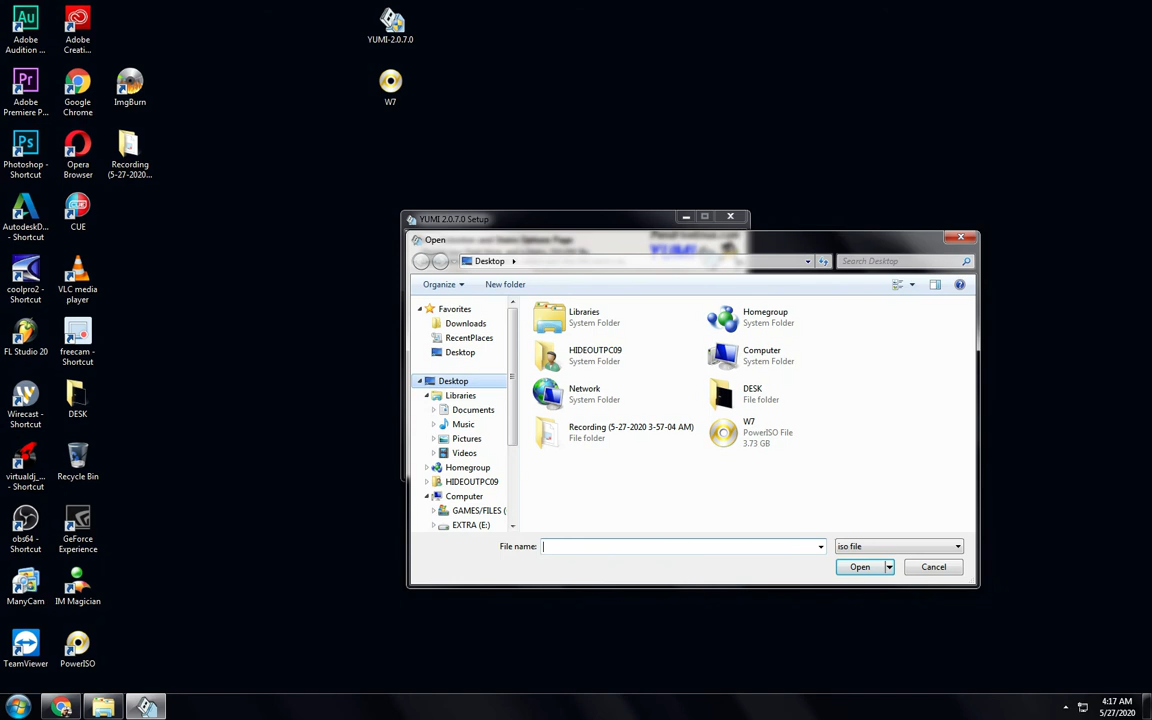 Adobe
Audition ...
Adobe
Creati...
Adobe
Premiere P...
Google
Chrome
ImgBurn
Photoshop -
Shortcut
Opera
Browser
Recording
(5-27-2020...
AutodeskD...
- Shortcut
CUE
coolpro2 -
Shortcut
VLC media
player
FL Studio 20
freecam -
Shortcut
Wirecast -
Shortcut
DESK
virtualdj_...
- Shortcut
Recycle Bin
obs64 -
Shortcut
GeForce
Experience
ManyCam
IM Magician
TeamViewer
PowerISO
YUMI-2.0.7.0
W7
YUMI 2.0.7.0 Setup
Open
Desktop
Search Desktop
Organize
New folder
Favorites
Downloads
RecentPlaces
Desktop
Desktop
Libraries
Documents
Music
Pictures
Videos
Homegroup
HIDEOUTPC09
Computer
GAMES/FILES (
EXTRA (E:)
Libraries
System Folder
Homegroup
System Folder
HIDEOUTPC09
System Folder
Computer
System Folder
Network
System Folder
DESK
File folder
Recording (5-27-2020 3-57-04 AM)
File folder
W7
PowerISO File
3.73 GB
File name:
iso file
Open
Cancel
4:17 AM
5/27/2020